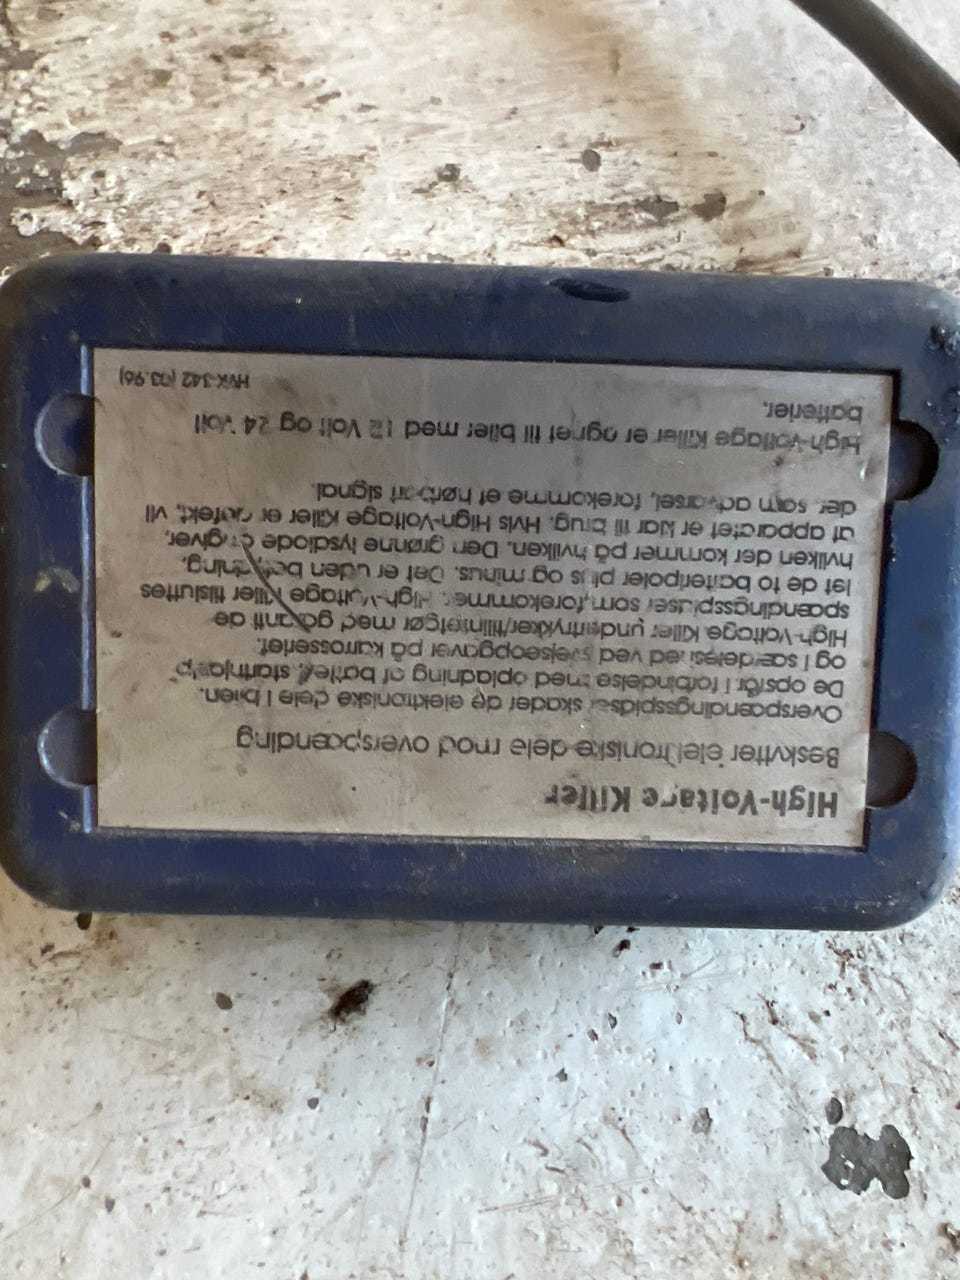 High-Voltage Killer
Beskytter elektroniske dele mod overspænding
Overspændingsspidser skader de elektroniske dele i bilen.
De opstår i forbindelse med opladning af batteri, starthjælp
og i særdeleshed ved svejseopgaver på karrosseriet.
High-Voltage Killer undertrykker/tilintetgør med garanti de
spændingsspidser som forekommer. High-Voltage Killer tilsluttes
let de to batteripoler plus og minus. Det er uden betydning,
hvilken der kommer på hvilken. Den grønne lysdiode angiver,
at apparatet er klar til brug. Hvis High-Voltage Killer er defekt, vil
der, som advarsel, forekomme et hørbart signal.
High-Voltage Killer er egnet til biler med 12 Volt og 24 Volt
batterier.
HVK-342 (03.96)